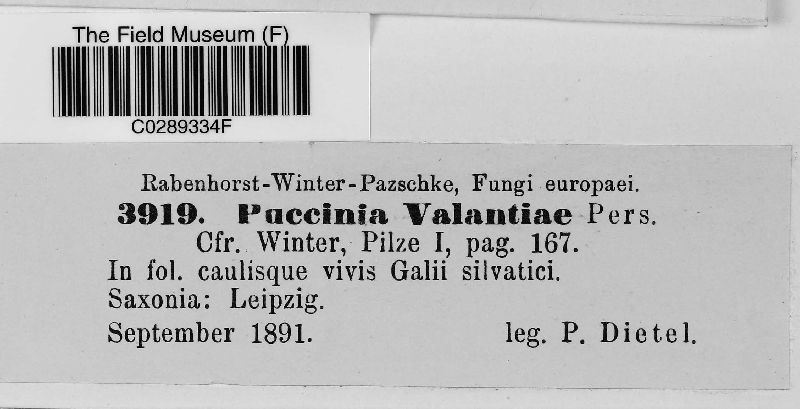 The Field Museum (F)
C0289334F
Rabenhorst-Winter-Pazschke, Fungi europaei.
3919. Puccinia Valantiae Pers.
Cfr. Winter, Pilze I, pag. 167.
In fol. caulisque vivis Galii silvatici.
Saxonia: Leipzig.
September 1891. leg. P. Dietel.